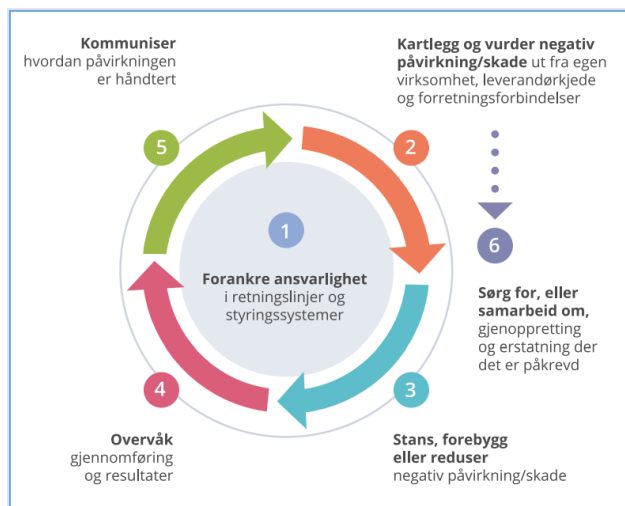 Kommuniser
hvordan påvirkningen
er håndtert
5
Kartlegg og vurder negativ
påvirkning/skade ut fra egen
virksomhet, leverandørkjede
og forretningsforbindelser
2
1
Forankre ansvarlighet
i retningslinjer og
styringssystemer
6
Sørg for, eller
samarbeid om,
gjenoppretting
og erstatning der
det er påkrevd
4
Overvåk
gjennomføring
og resultater
3
Stans, forebygg
eller reduser
negativ påvirkning/skade